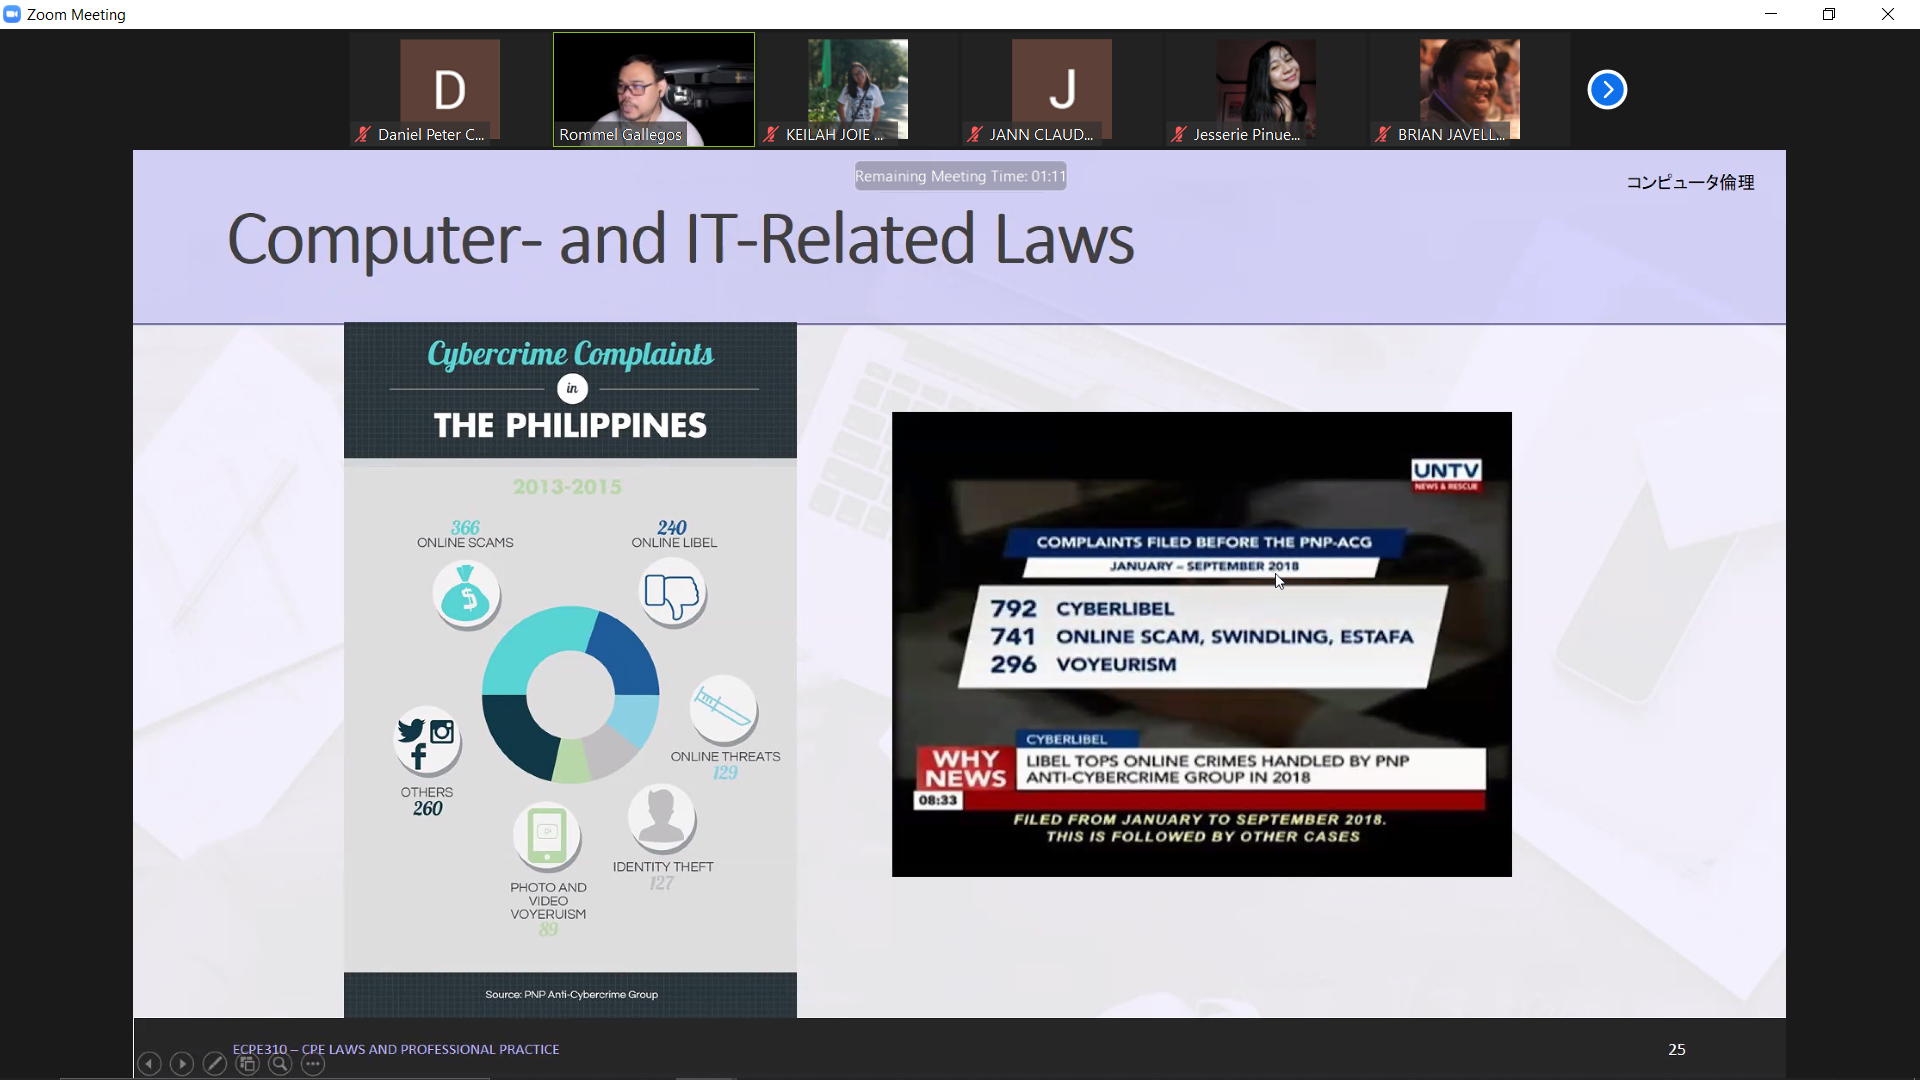 Zoom Meeting
D
Daniel Peter C...
Rommel Gallegos
KEILAH JOIE ...
J
JANN CLAUD...
Jesserie Pinue...
BRIAN JAVELL...
Remaining Meeting Time: 01:11
コンピュータ倫理
Computer- and IT-Related Laws
Cybercrime Complaints
in
THE PHILIPPINES
2013-2015
366
ONLINE SCAMS
240
ONLINE LIBEL
$
ONLINE THREATS
129
OTHERS
260
IDENTITY THEFT
127
PHOTO AND
VIDEO
VOYERUISM
89
Source: PNP Anti-Cybercrime Group
UNTV
NEWS & RESCUE
COMPLAINTS FILED BEFORE THE PNP-ACG
JANUARY – SEPTEMBER 2018
792 CYBERLIBEL
741 ONLINE SCAM, SWINDLING, ESTAFA
296 VOYEURISM
CYBERLIBEL
WHY
NEWS
LIBEL TOPS ONLINE CRIMES HANDLED BY PNP
ANTI-CYBERCRIME GROUP IN 2018
08:33
FILED FROM JANUARY TO SEPTEMBER 2018.
THIS IS FOLLOWED BY OTHER CASES
ECPE310 – CPE LAWS AND PROFESSIONAL PRACTICE
25